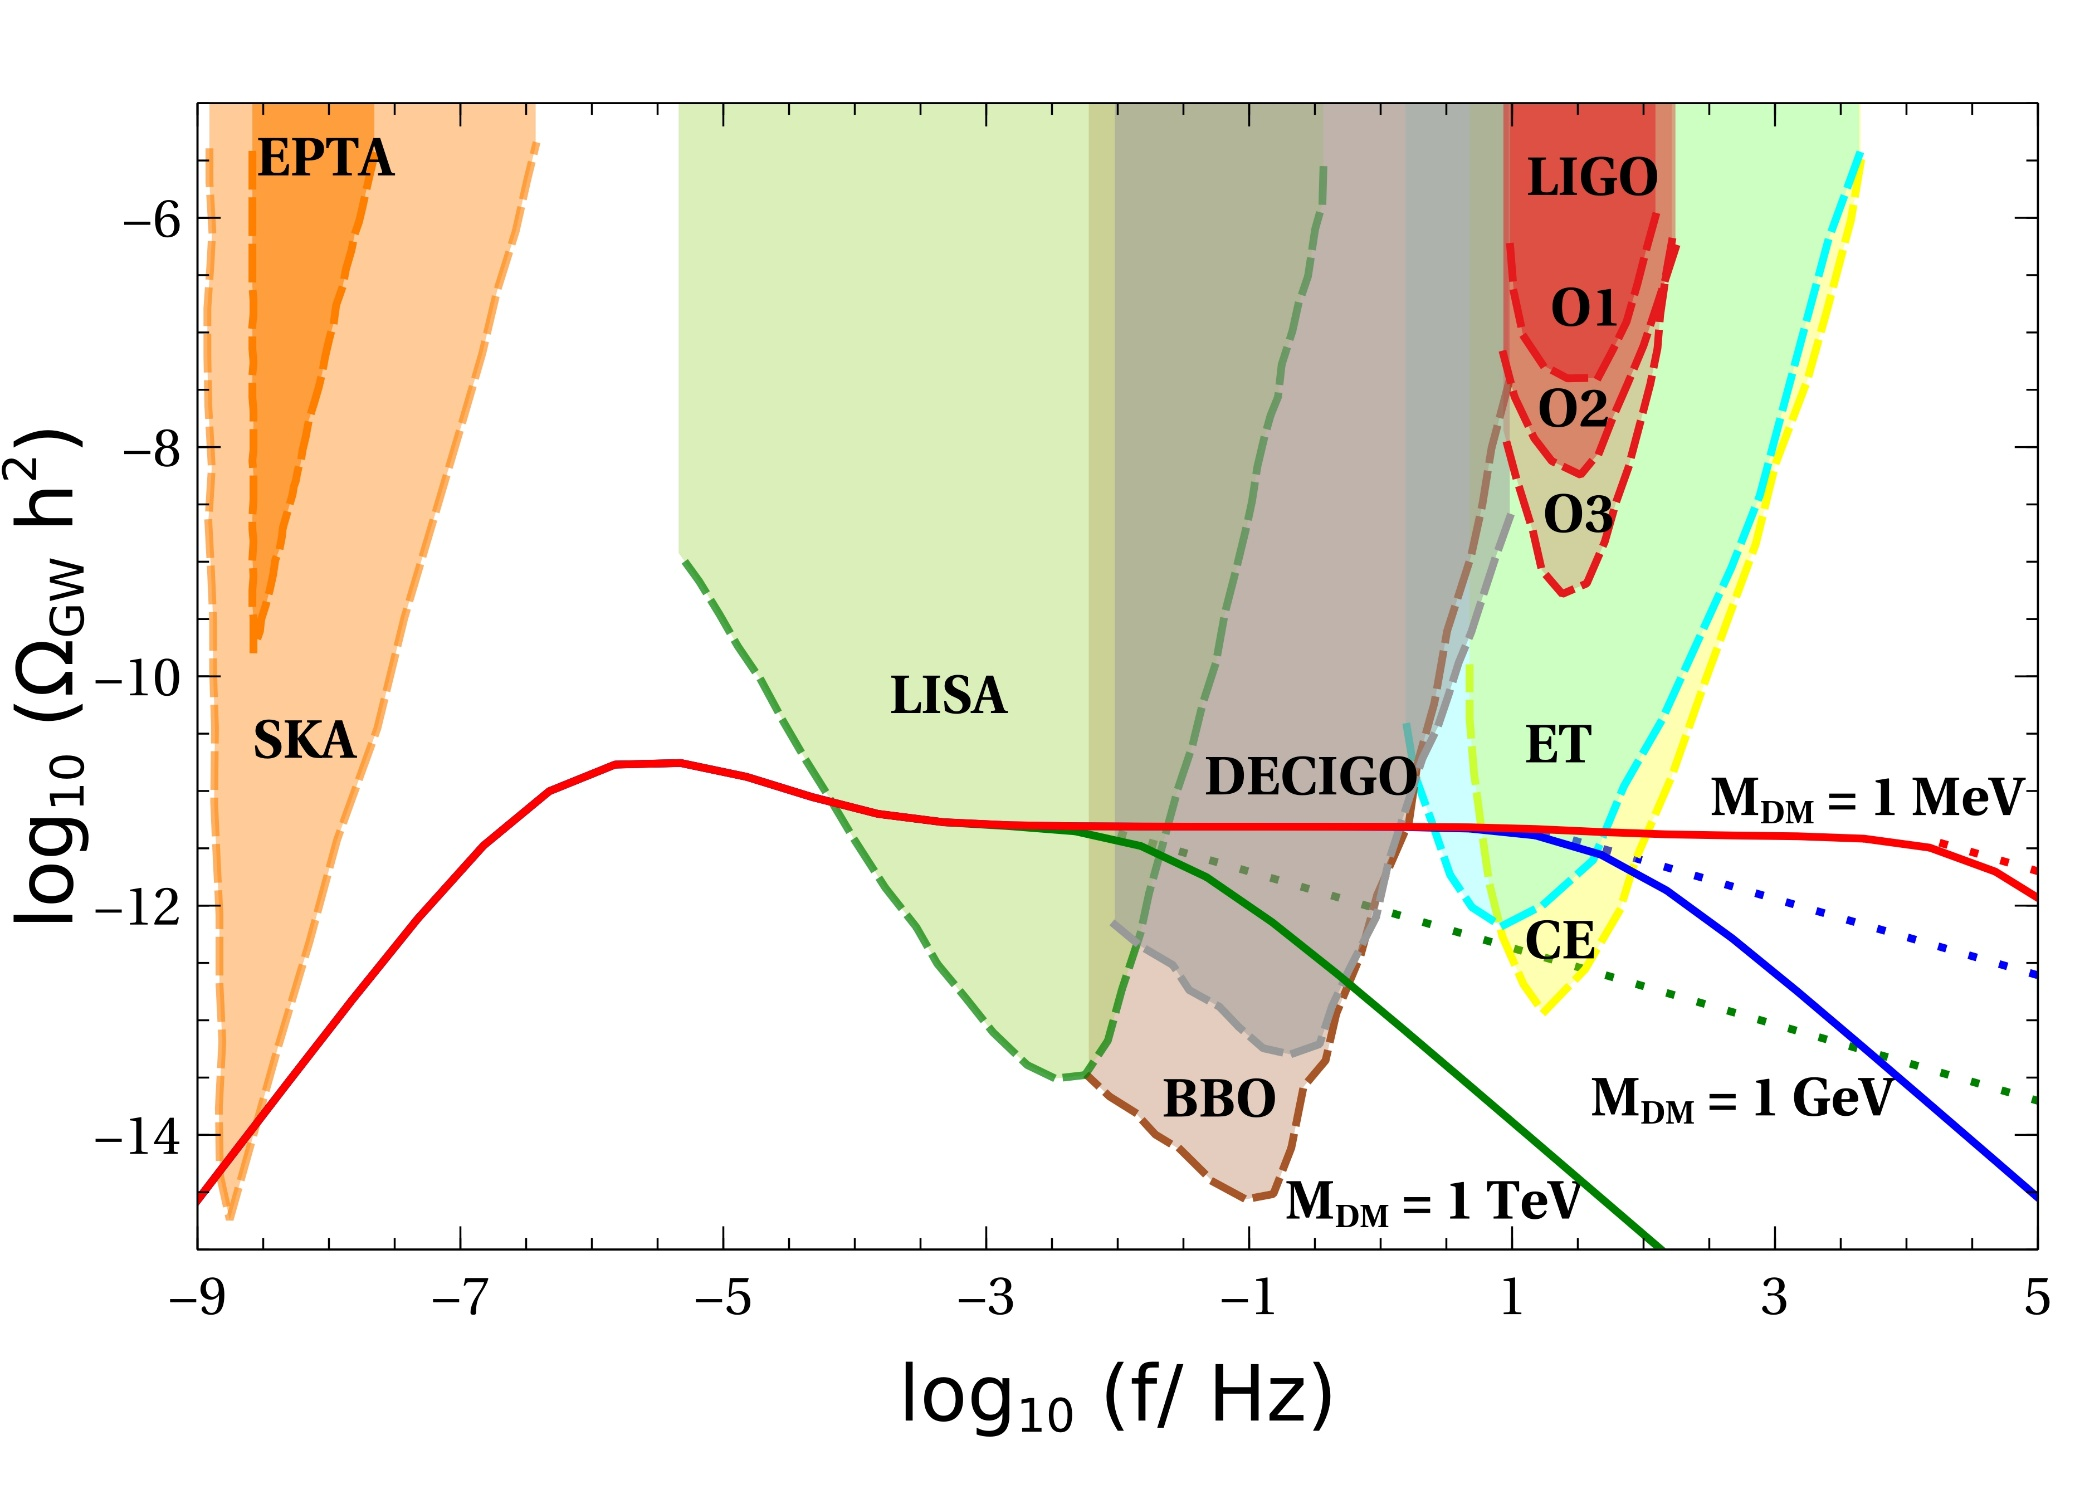 EPTA
LIGO
−6
O1
O2
−8
O3
log₁₀ (Ω_GW h²)
−10
LISA
SKA
ET
DECIGO
M_DM = 1 MeV
−12
CE
BBO
M_DM = 1 GeV
−14
M_DM = 1 TeV
−9 −7 −5 −3 −1 1 3 5
log₁₀ (f/ Hz)